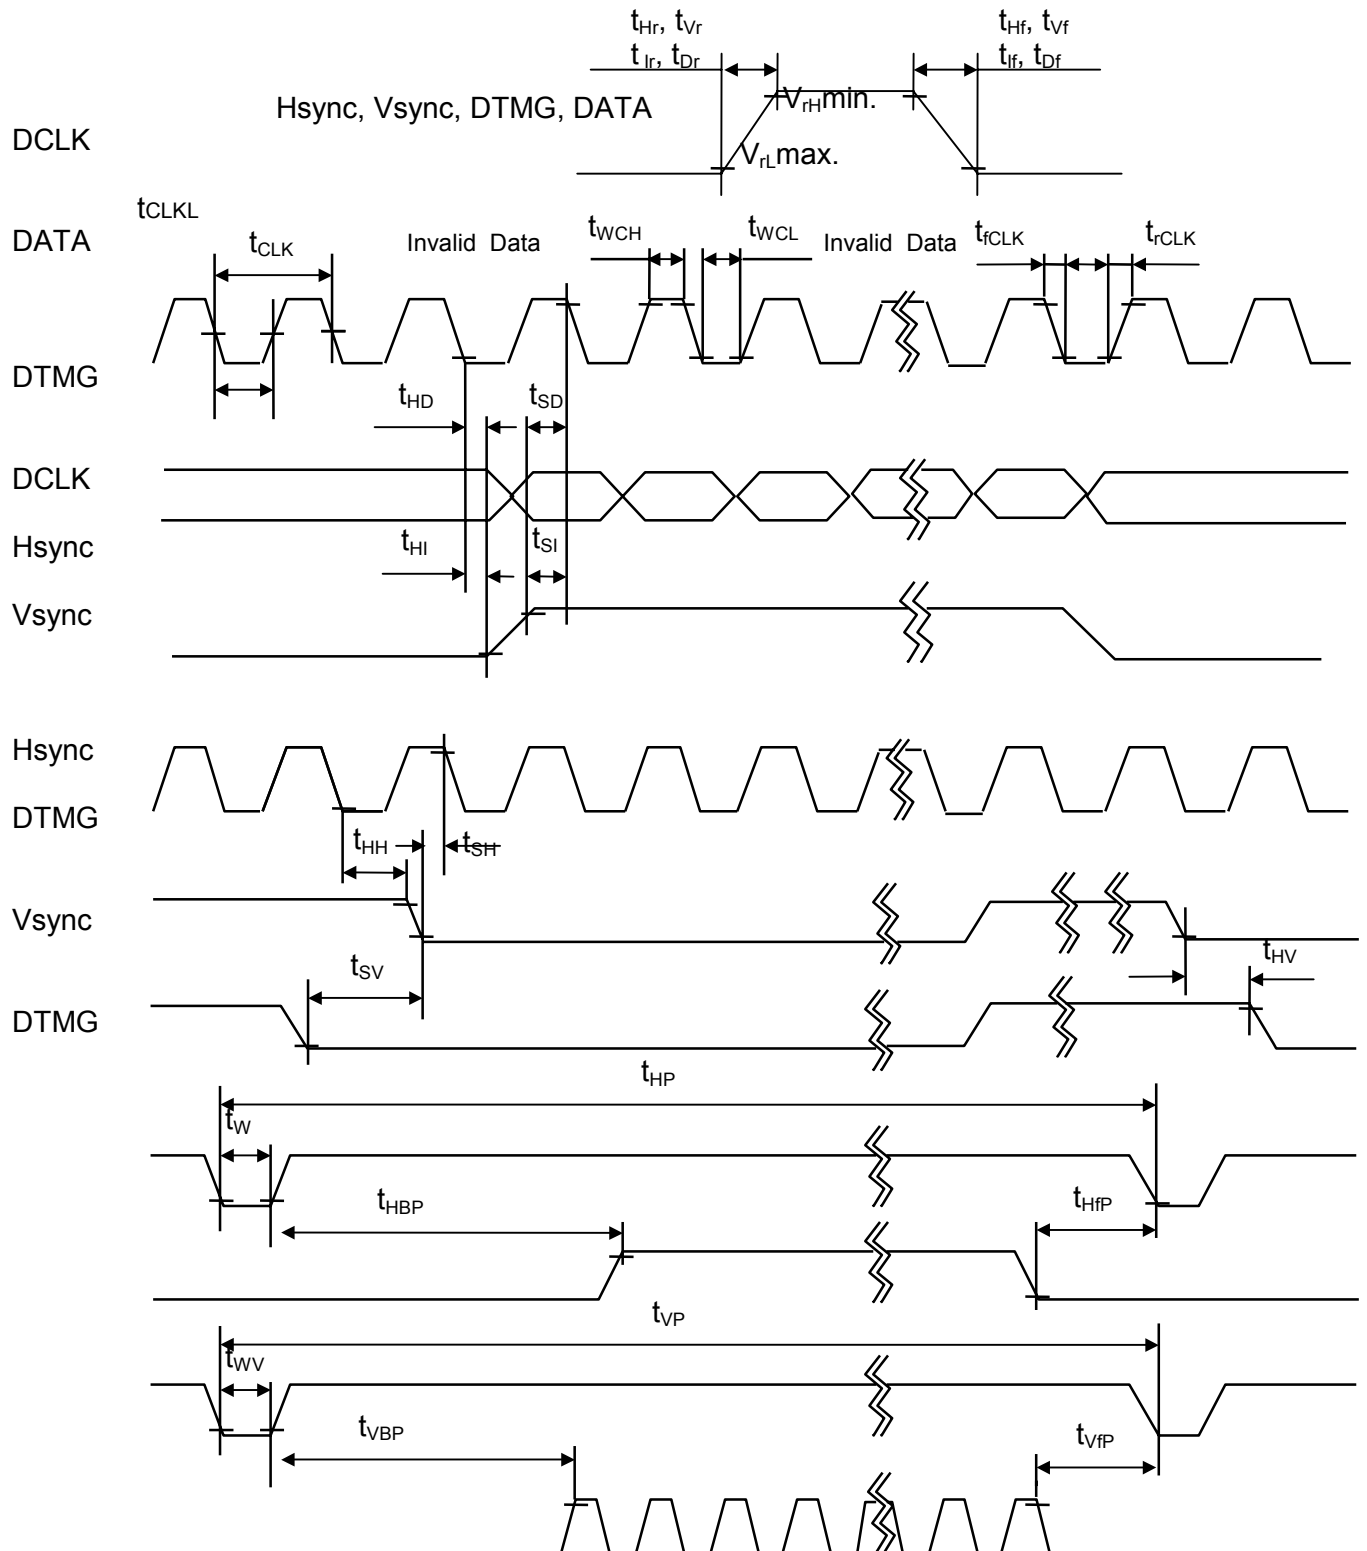 tHr, tVr
tHf, tVf
t Ir, tDr
tIf, tDf
Hsync, Vsync, DTMG, DATA
VrHmin.
DCLK
VrLmax.
tCLKL
DATA
tCLK
Invalid Data
tWCH
tWCL
Invalid Data
tfCLK
trCLK
DTMG
tHD
tSD
DCLK
Hsync
tHI
tSI
Vsync
Hsync
DTMG
tHH
tSH
Vsync
tSV
tHV
DTMG
tHP
tW
tHBP
tHfP
tVP
tWV
tVBP
tVfP